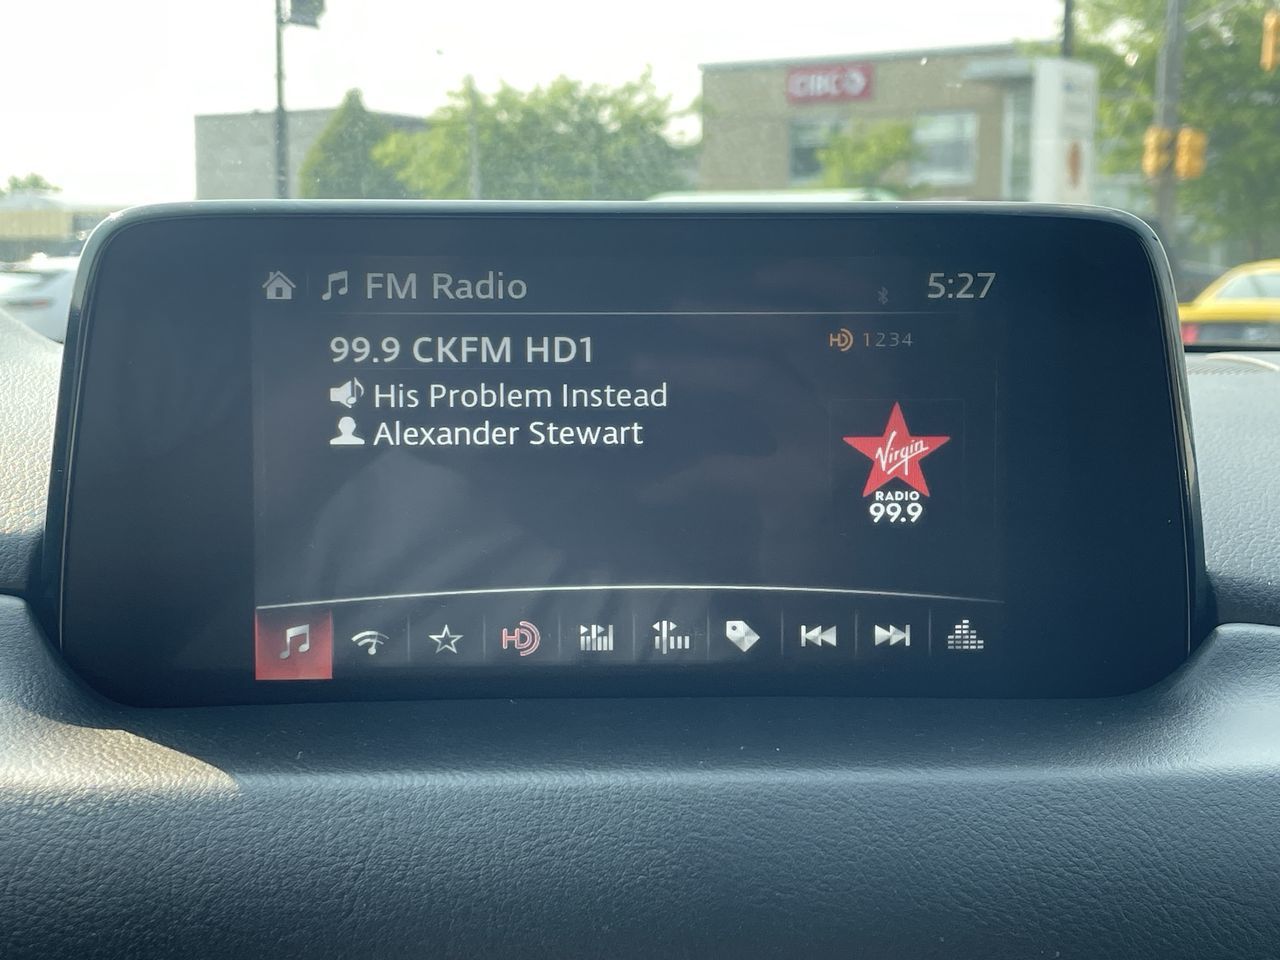 CIBC
FM Radio
5:27
99.9 CKFM HD1
HD 1234
His Problem Instead
Alexander Stewart
Virgin
RADIO
99.9
HD